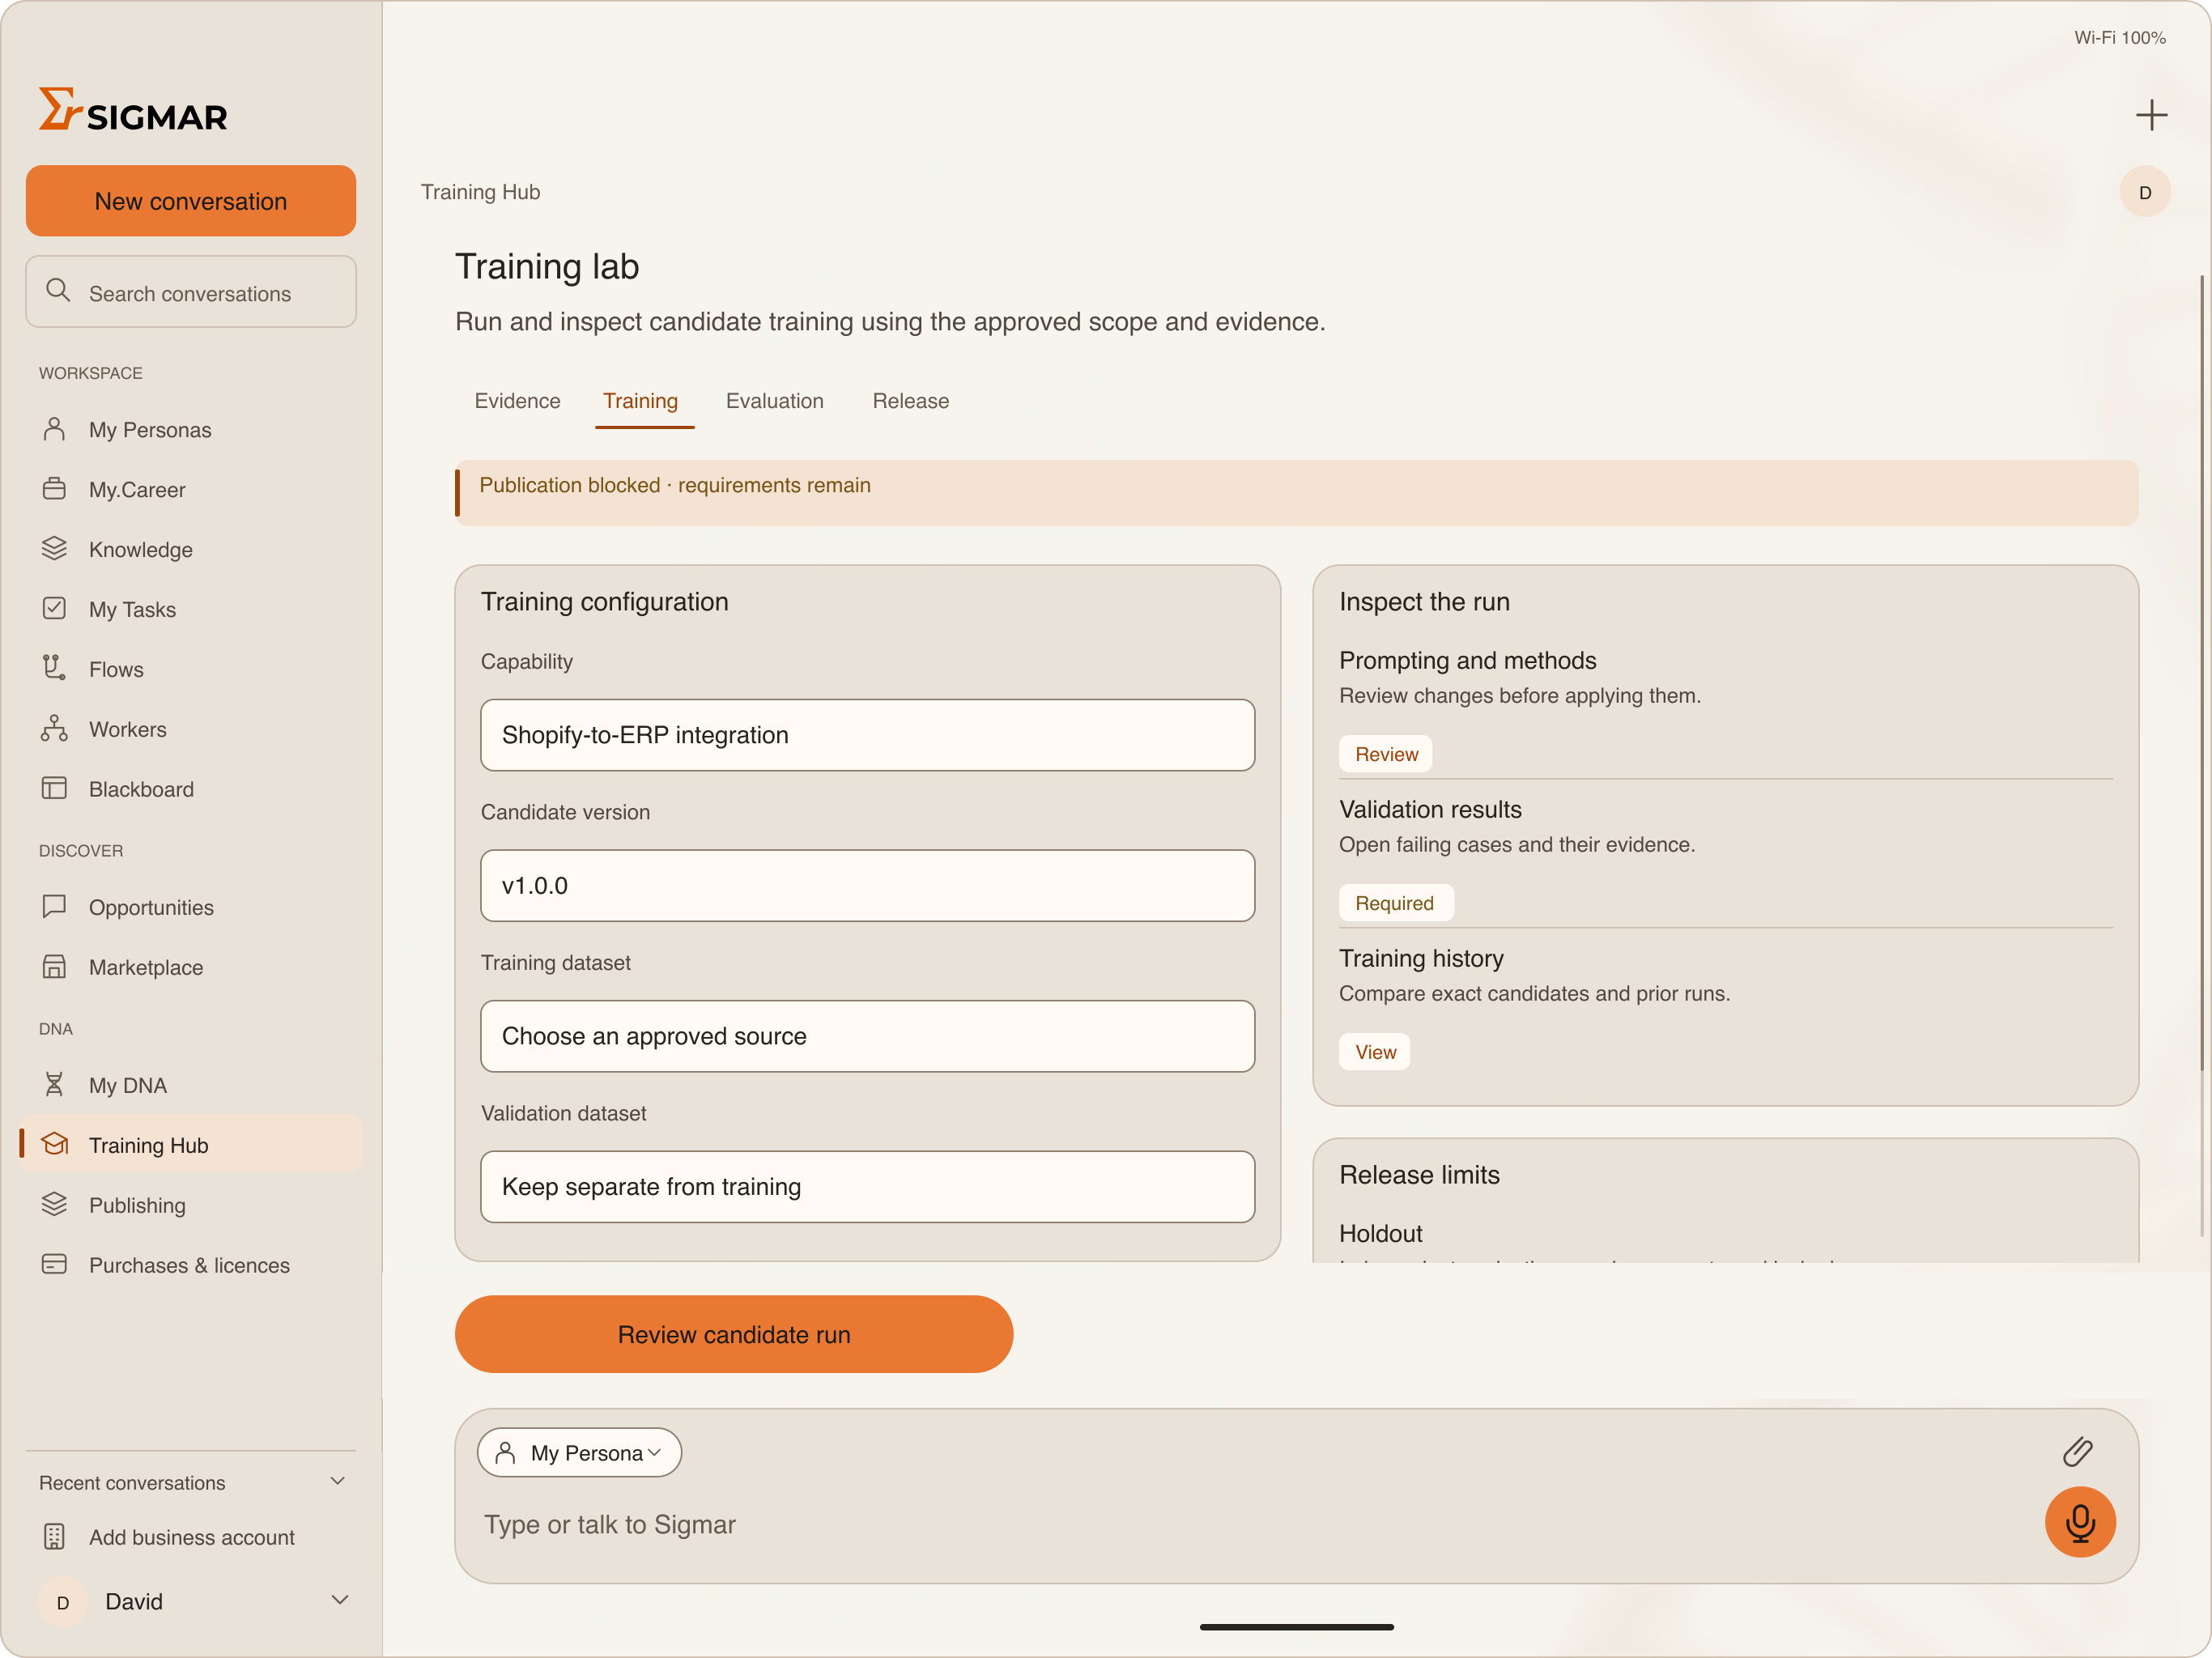 Wi-Fi 100%
Σr SIGMAR
New conversation
Search conversations
WORKSPACE
My Personas
My.Career
Knowledge
My Tasks
Flows
Workers
Blackboard
DISCOVER
Opportunities
Marketplace
DNA
My DNA
Training Hub
Publishing
Purchases & licences
Recent conversations
Add business account
D
David
Training Hub
D
Training lab
Run and inspect candidate training using the approved scope and evidence.
Evidence
Training
Evaluation
Release
Publication blocked · requirements remain
Training configuration
Capability
Shopify-to-ERP integration
Candidate version
v1.0.0
Training dataset
Choose an approved source
Validation dataset
Keep separate from training
Inspect the run
Prompting and methods
Review changes before applying them.
Review
Validation results
Open failing cases and their evidence.
Required
Training history
Compare exact candidates and prior runs.
View
Release limits
Holdout
Review candidate run
My Persona
Type or talk to Sigmar